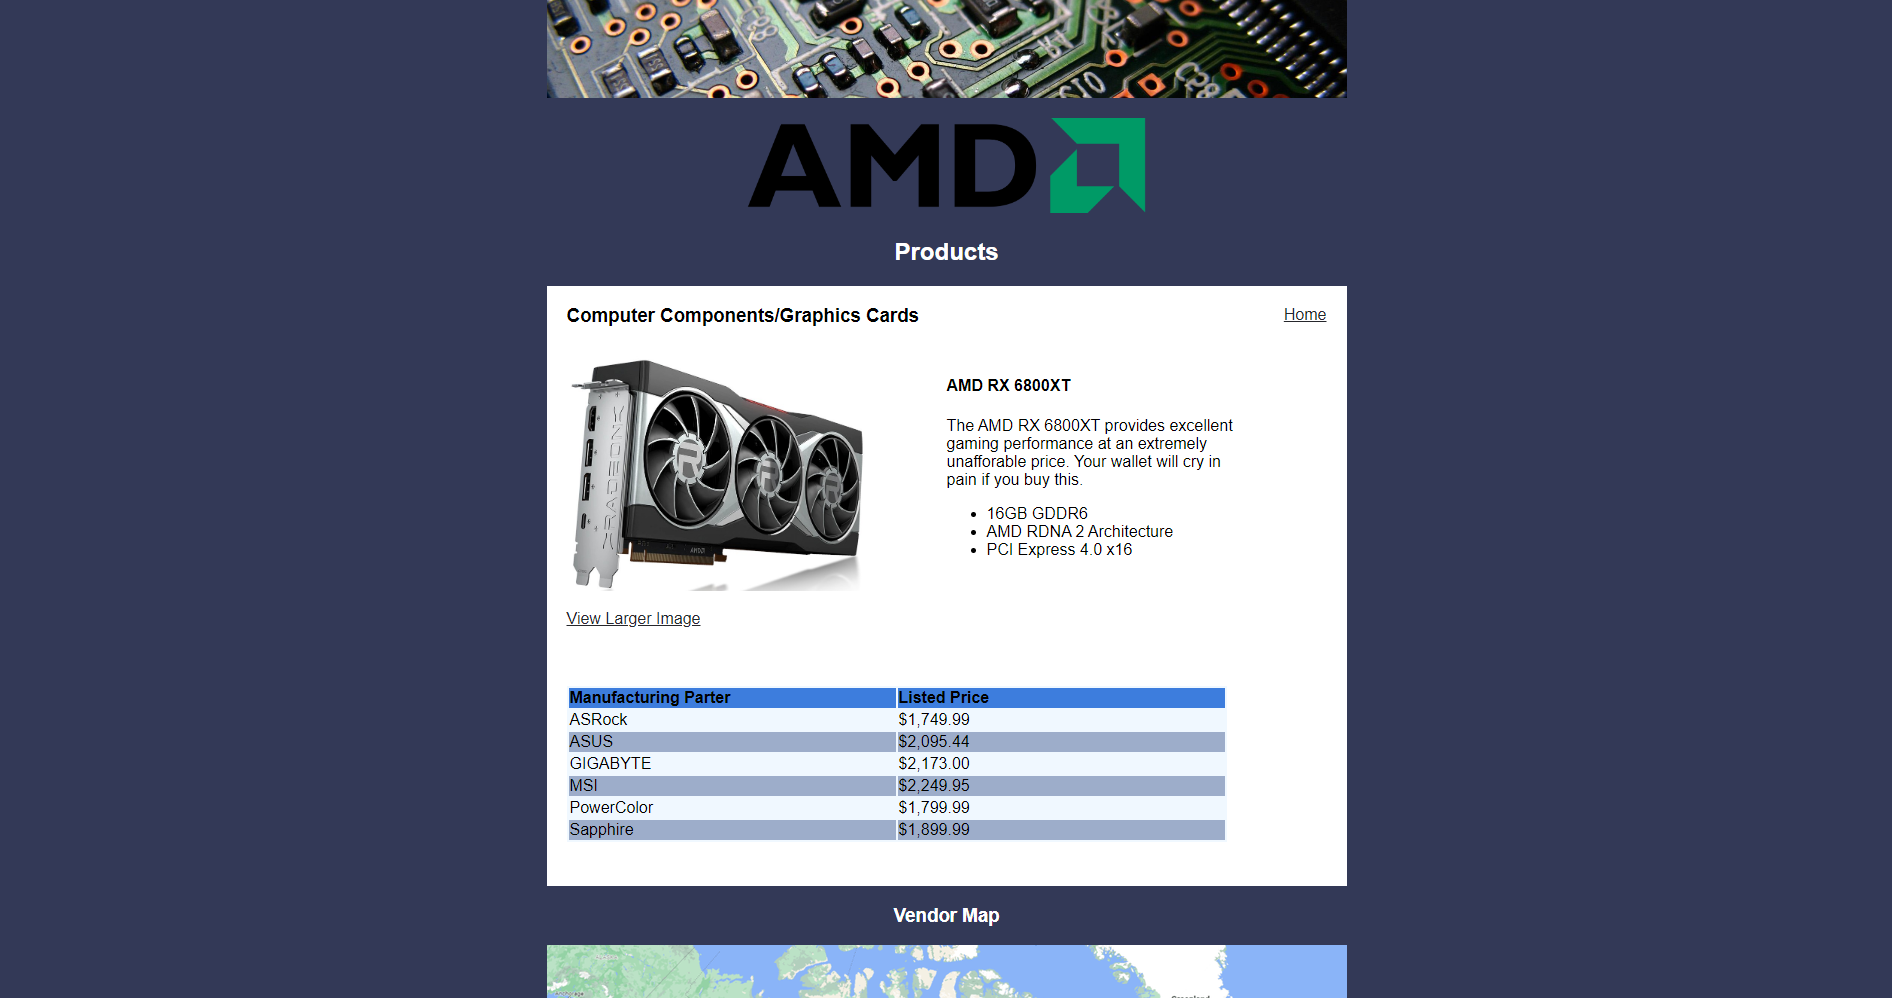 AMD
Products
Computer Components/Graphics Cards
Home
RADEON
AMD RX 6800XT
The AMD RX 6800XT provides excellent
gaming performance at an extremely
unafforable price. Your wallet will cry in
pain if you buy this.
16GB GDDR6
AMD RDNA 2 Architecture
PCI Express 4.0 x16
View Larger Image
Manufacturing Parter Listed Price
ASRock $1,749.99
ASUS $2,095.44
GIGABYTE $2,173.00
MSI $2,249.95
PowerColor $1,799.99
Sapphire $1,899.99
Vendor Map